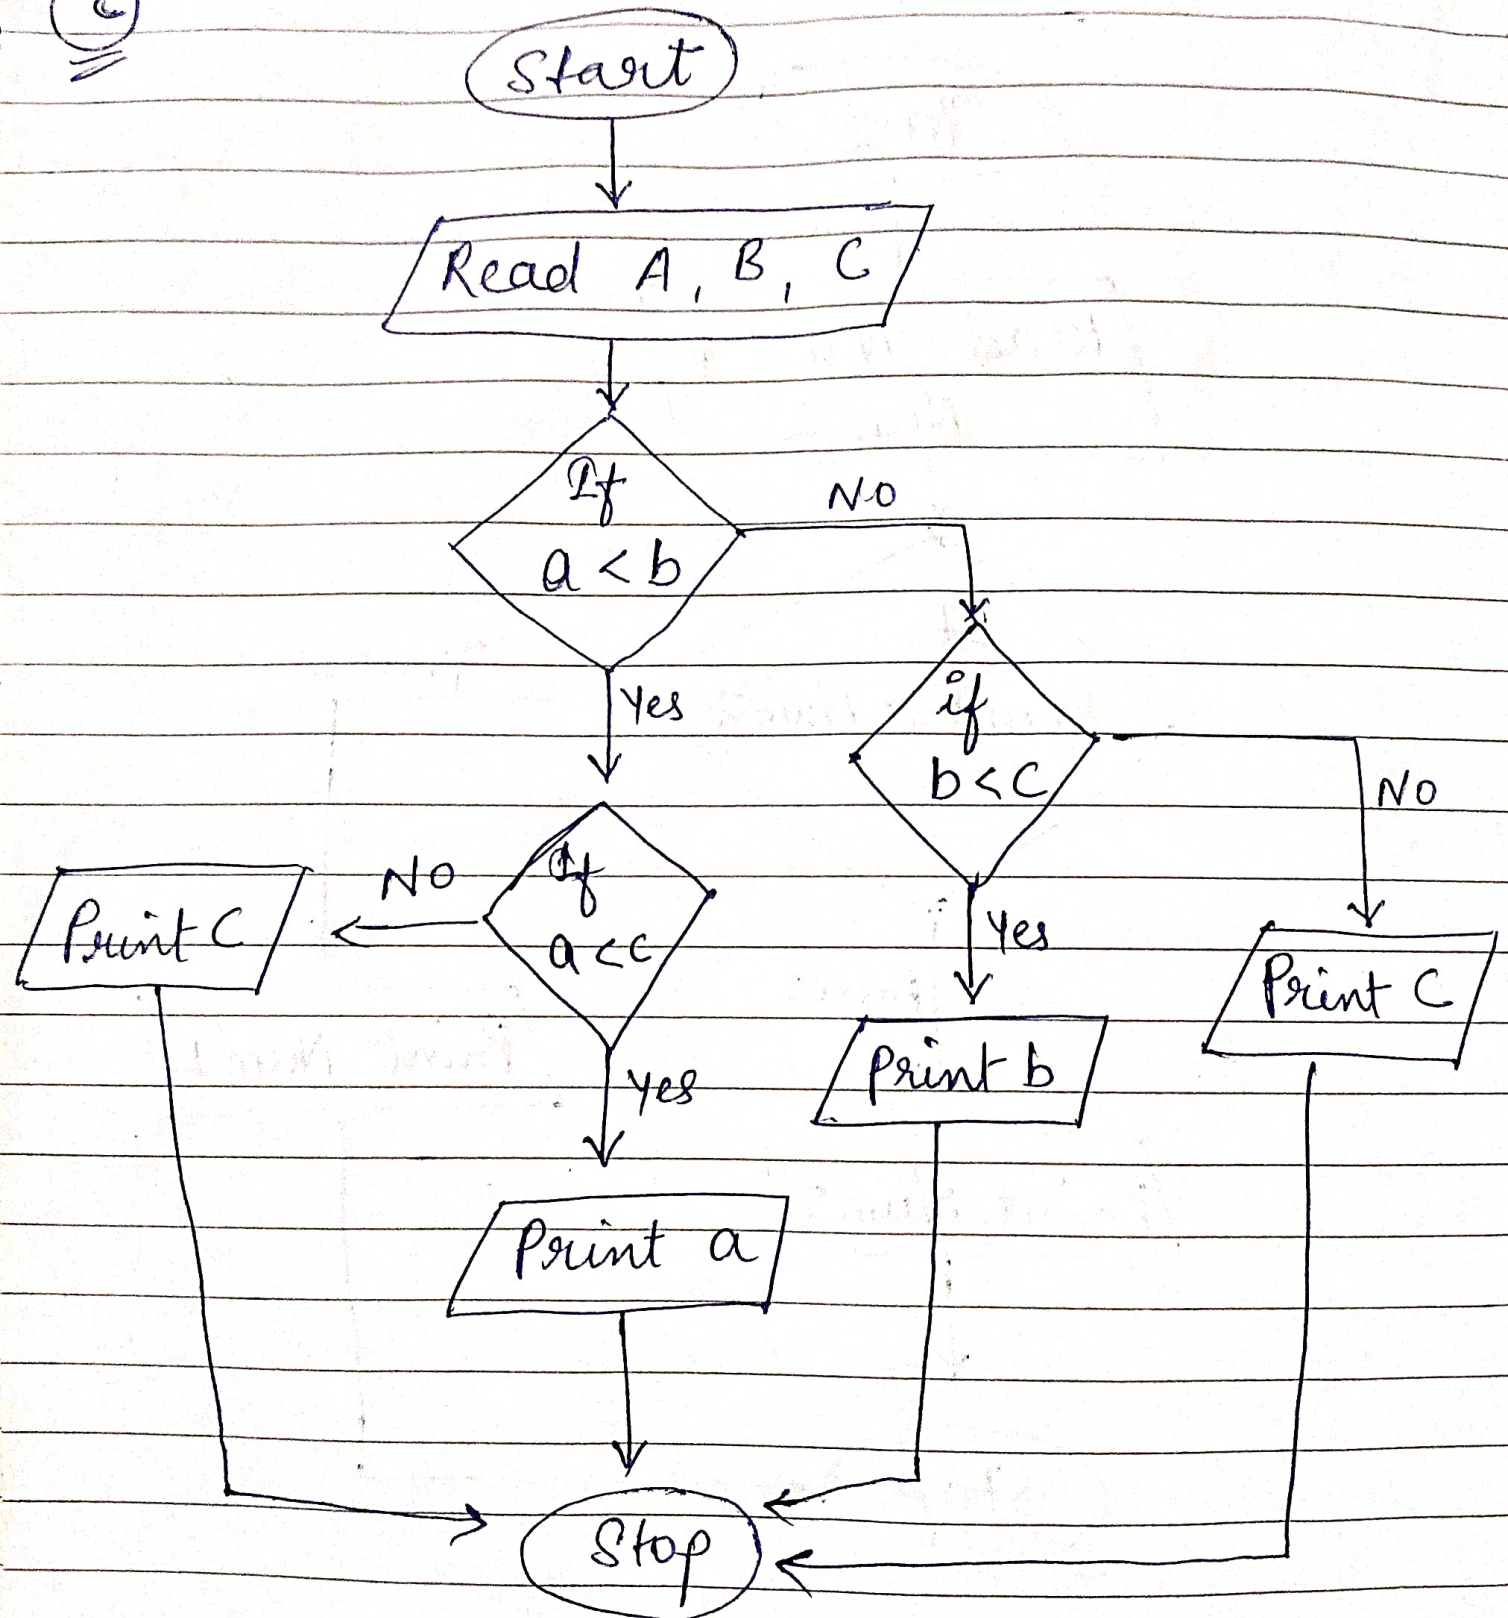 Start
Read A, B, C
If
a < b
NO
Yes
if
b < C
NO
If
a < c
NO
Print C
Yes
Print C
yes
Print b
Print a
Stop